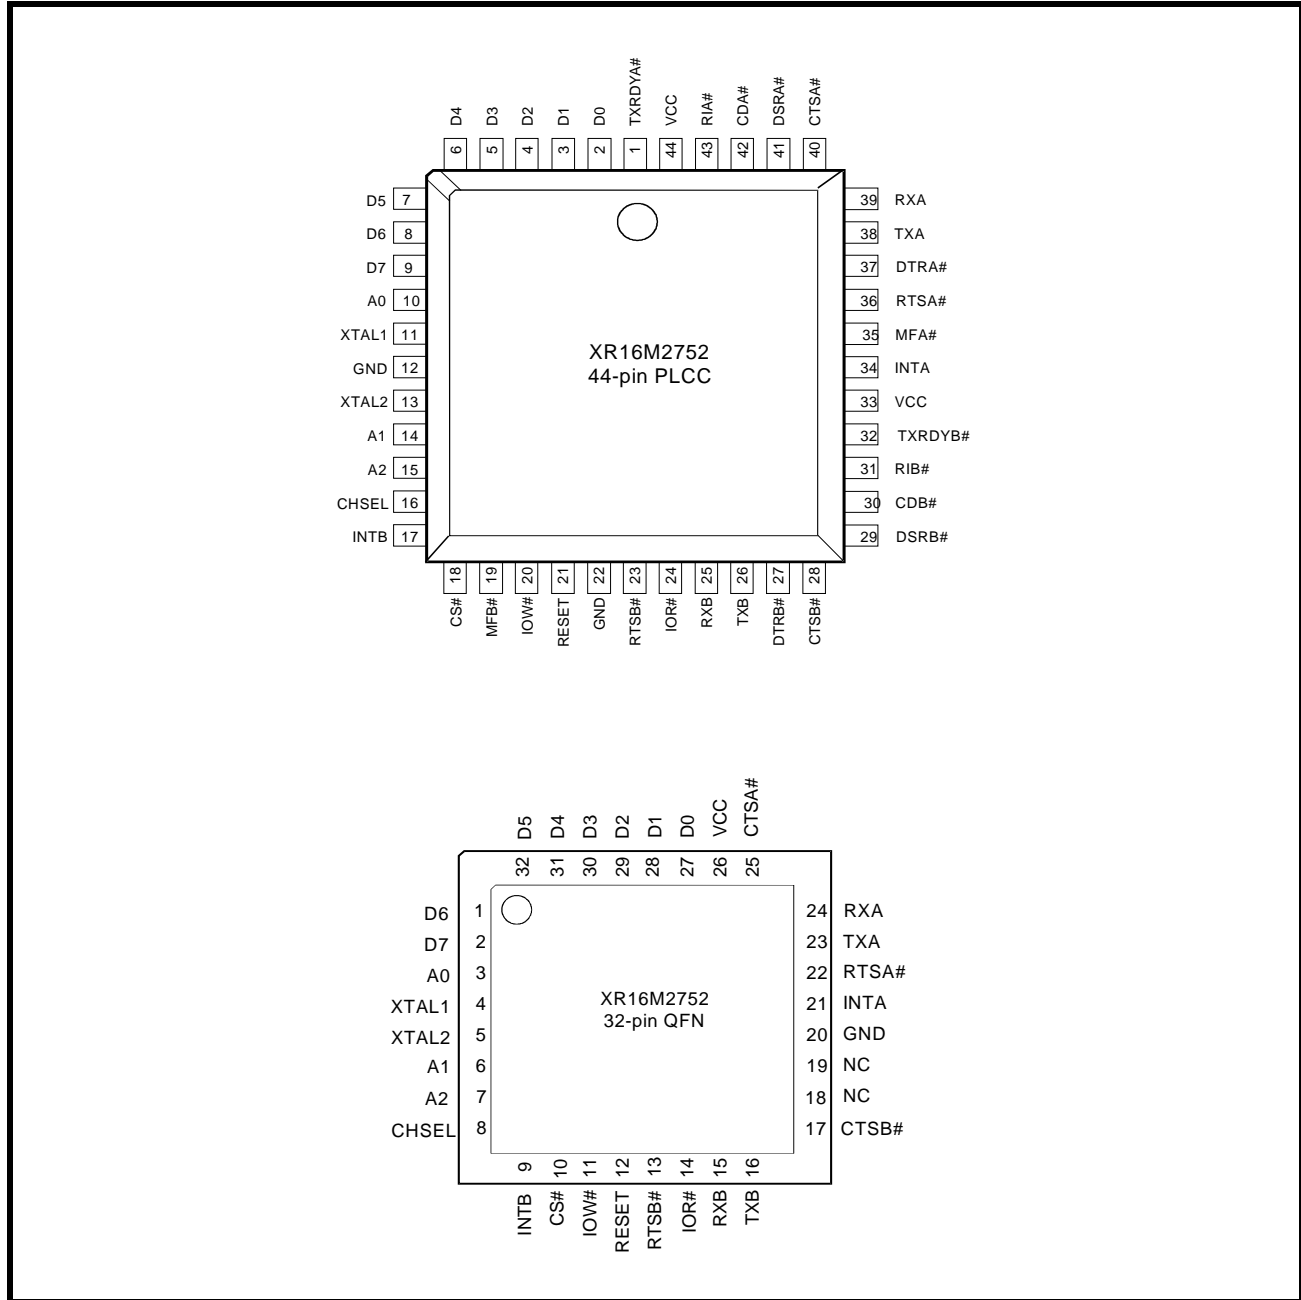 D4 D3 D2 D1 D0 TXRDYA# VCC RIA# CDA# DSRA# CTSA#
6 5 4 3 2 1 44 43 42 41 40
D5 7 39 RXA
D6 8 38 TXA
D7 9 37 DTRA#
A0 10 36 RTSA#
XTAL1 11 35 MFA#
GND 12 34 INTA
XTAL2 13 33 VCC
A1 14 32 TXRDYB#
A2 15 31 RIB#
CHSEL 16 30 CDB#
INTB 17 29 DSRB#
XR16M2752
44-pin PLCC
18 19 20 21 22 23 24 25 26 27 28
CS# MFB# IOW# RESET GND RTSB# IOR# RXB TXB DTRB# CTSB#
D5 D4 D3 D2 D1 D0 VCC CTSA#
32 31 30 29 28 27 26 25
D6 1 24 RXA
D7 2 23 TXA
A0 3 22 RTSA#
XTAL1 4 21 INTA
XTAL2 5 20 GND
A1 6 19 NC
A2 7 18 NC
CHSEL 8 17 CTSB#
XR16M2752
32-pin QFN
9 10 11 12 13 14 15 16
INTB CS# IOW# RESET RTSB# IOR# RXB TXB